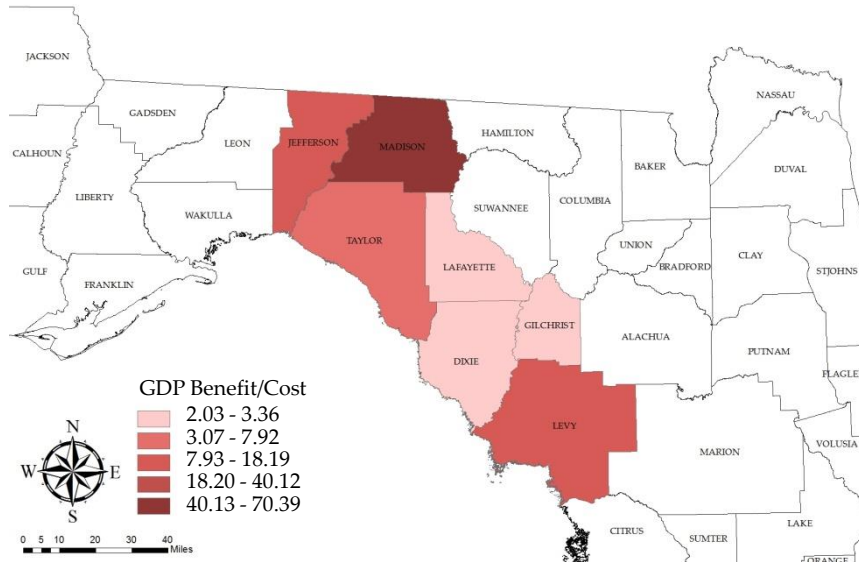 JACKSON
NASSAU
GADSDEN
HAMILTON
LEON
JEFFERSON
MADISON
CALHOUN
BAKER
DUVAL
LIBERTY
SUWANNEE
COLUMBIA
WAKULLA
TAYLOR
UNION
CLAY
LAFAYETTE
BRADFORD
GULF
FRANKLIN
STJOHNS
GILCHRIST
ALACHUA
DIXIE
PUTNAM
FLAGLE
GDP Benefit/Cost
2.03 - 3.36
3.07 - 7.92
7.93 - 18.19
18.20 - 40.12
40.13 - 70.39
LEVY
VOLUSIA
MARION
N
W E
S
CITRUS
LAKE
SUMTER
0 5 10 20 30 40
Miles
ORANGE